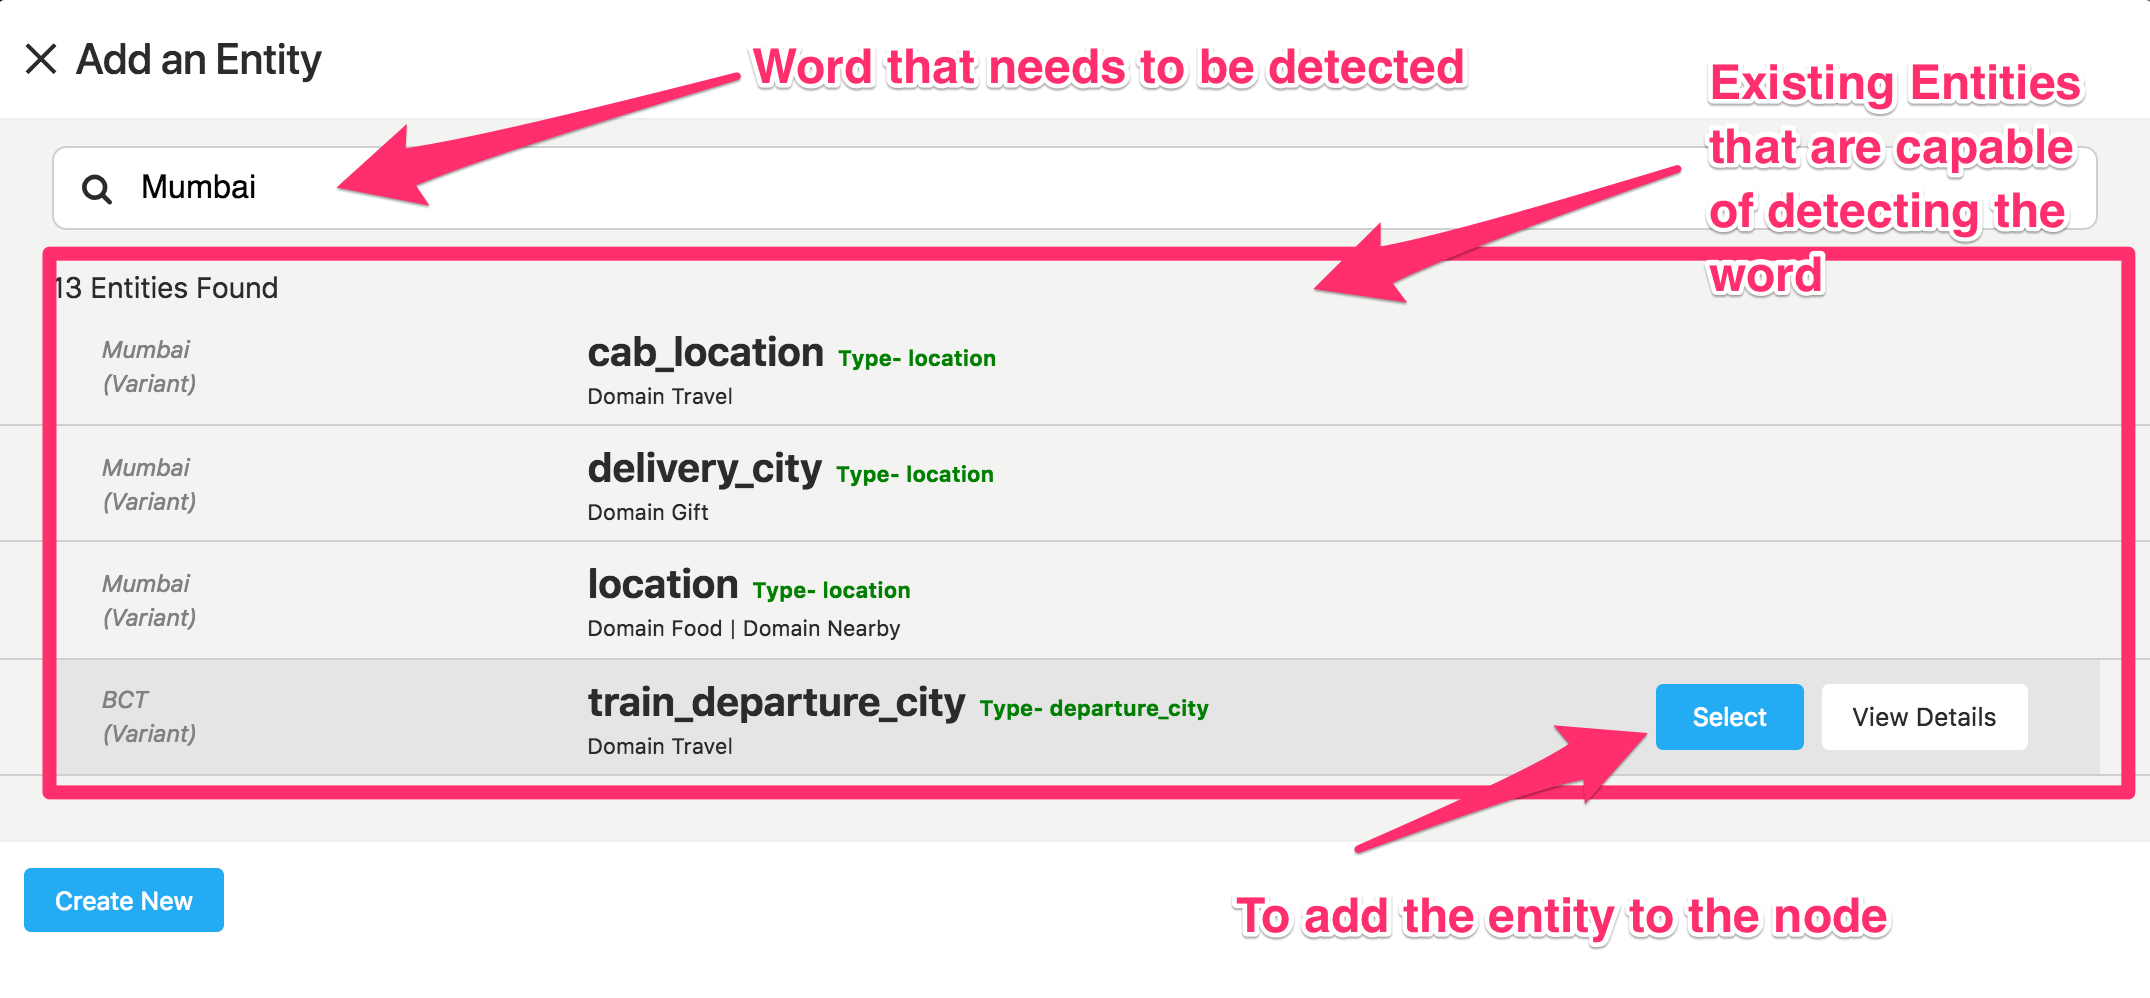 Add an Entity
Word that needs to be detected
Existing Entities
that are capable
of detecting the
word
Mumbai
13 Entities Found
Mumbai
(Variant)
cab_location Type- location
Domain Travel
Mumbai
(Variant)
delivery_city Type- location
Domain Gift
Mumbai
(Variant)
location Type- location
Domain Food | Domain Nearby
BCT
(Variant)
train_departure_city Type- departure_city
Domain Travel
Select
View Details
Create New
To add the entity to the node